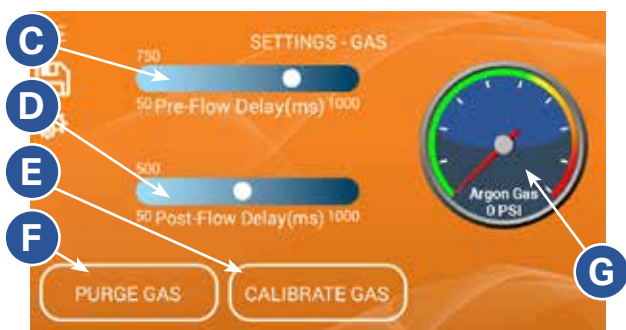 C
SETTINGS - GAS
750
50 Pre-Flow Delay(ms) 1000
D
500
50 Post-Flow Delay(ms) 1000
E
Argon Gas
0 PSI
F
G
PURGE GAS
CALIBRATE GAS